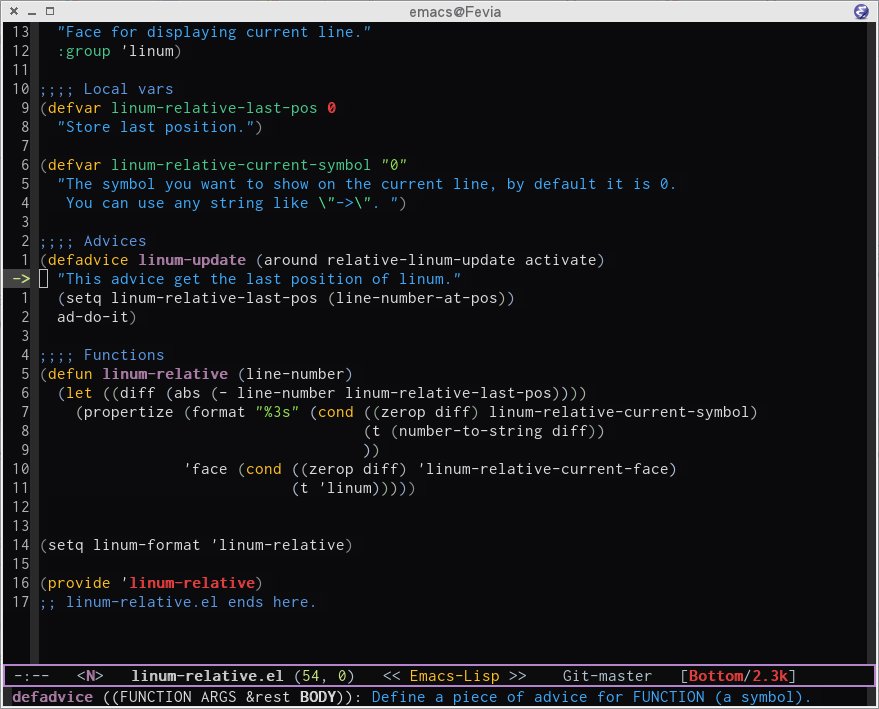 emacs@Fevia
13   "Face for displaying current line."
12   :group 'linum)
11
10 ;;;; Local vars
9 (defvar linum-relative-last-pos 0
8   "Store last position.")
7
6 (defvar linum-relative-current-symbol "0"
5   "The symbol you want to show on the current line, by default it is 0.
4    You can use any string like \"->\". ")
3
2 ;;;; Advices
1 (defadvice linum-update (around relative-linum-update activate)
->   "This advice get the last position of linum."
1   (setq linum-relative-last-pos (line-number-at-pos))
2   ad-do-it)
3
4 ;;;; Functions
5 (defun linum-relative (line-number)
6   (let ((diff (abs (- line-number linum-relative-last-pos))))
7     (propertize (format "%3s" (cond ((zerop diff) linum-relative-current-symbol)
8                                     (t (number-to-string diff))
9                                     ))
10                 'face (cond ((zerop diff) 'linum-relative-current-face)
11                             (t 'linum)))))
12
13
14 (setq linum-format 'linum-relative)
15
16 (provide 'linum-relative)
17 ;; linum-relative.el ends here.
-:--   <N>   linum-relative.el (54, 0)   << Emacs-Lisp >>    Git-master   [Bottom/2.3k]
defadvice ((FUNCTION ARGS &rest BODY)): Define a piece of advice for FUNCTION (a symbol).